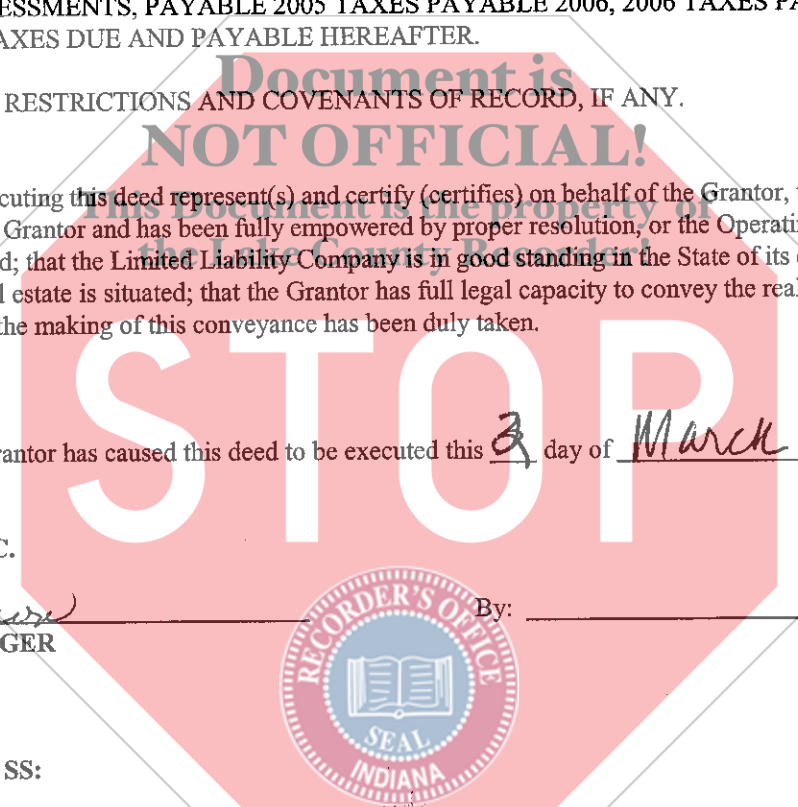 ESSMENTS, PAYABLE 2005 TAXES PAYABLE 2006, 2006 TAXES PA
AXES DUE AND PAYABLE HEREAFTER.
Document is
RESTRICTIONS AND COVENANTS OF RECORD, IF ANY.
NOT OFFICIAL!
cuting this deed represent(s) and certify (certifies) on behalf of the Grantor,
This Document is the property of
Grantor and has been fully empowered by proper resolution, or the Operatin
the Lake County Recorder!
d; that the Limited Liability Company is in good standing in the State of its
l estate is situated; that the Grantor has full legal capacity to convey the real
the making of this conveyance has been duly taken.
STOP
rantor has caused this deed to be executed this day of March
C.
By:
GER
RECORDER'S OFFICE
SEAL
INDIANA
SS: